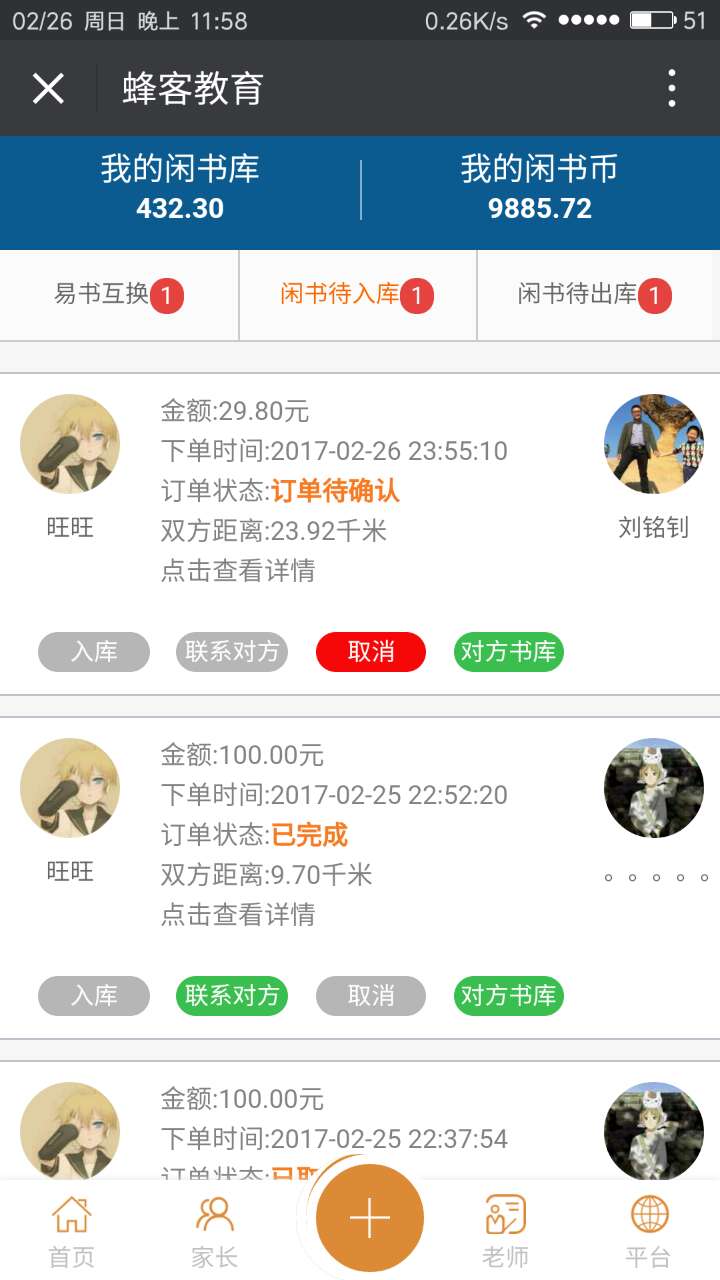 02/26 周日 晚上 11:58 0.26K/s 51
蜂客教育
我的闲书库 我的闲书币
432.30 9885.72
易书互换1 闲书待入库1 闲书待出库1
金额:29.80元
下单时间:2017-02-26 23:55:10
订单状态:订单待确认
旺旺 双方距离:23.92千米 刘铭钊
点击查看详情
入库 联系对方 取消 对方书库
金额:100.00元
下单时间:2017-02-25 22:52:20
订单状态:已完成
旺旺 双方距离:9.70千米 。。。。。
点击查看详情
入库 联系对方 取消 对方书库
金额:100.00元
下单时间:2017-02-25 22:37:54
订单状态:已取
首页 家长 老师 平台